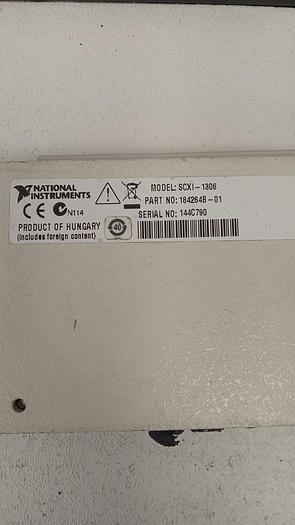 NATIONAL
INSTRUMENTS
MODEL: SCXI-1306
PART NO: 184264B-01
SERIAL NO: 144C790
CE N114
PRODUCT OF HUNGARY
(includes foreign content)
40